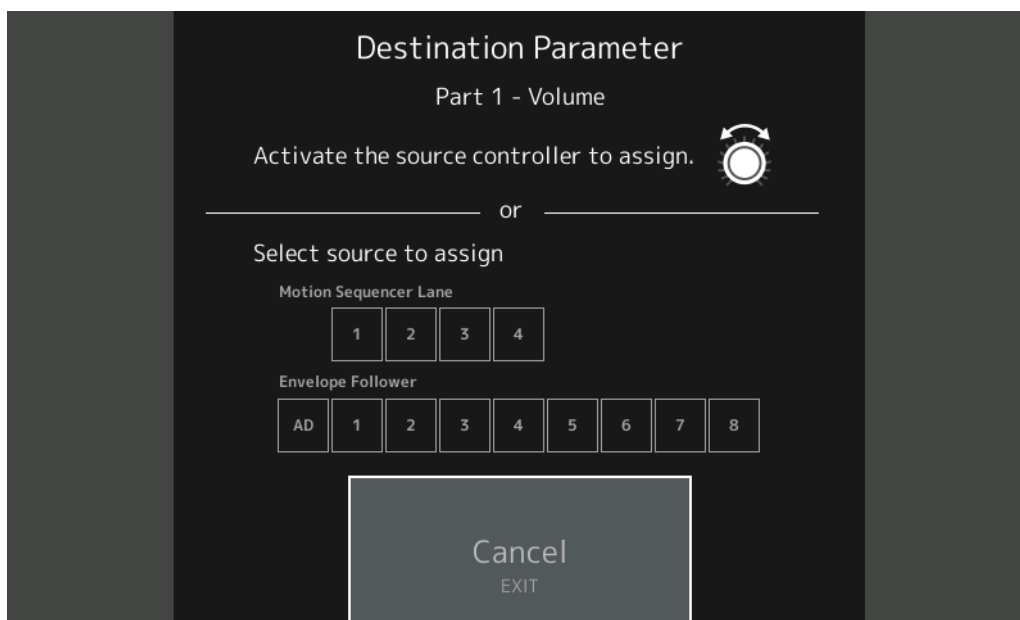 Destination Parameter
Part 1 - Volume
Activate the source controller to assign.
or
Select source to assign
Motion Sequencer Lane
1 2 3 4
Envelope Follower
AD 1 2 3 4 5 6 7 8
Cancel
EXIT